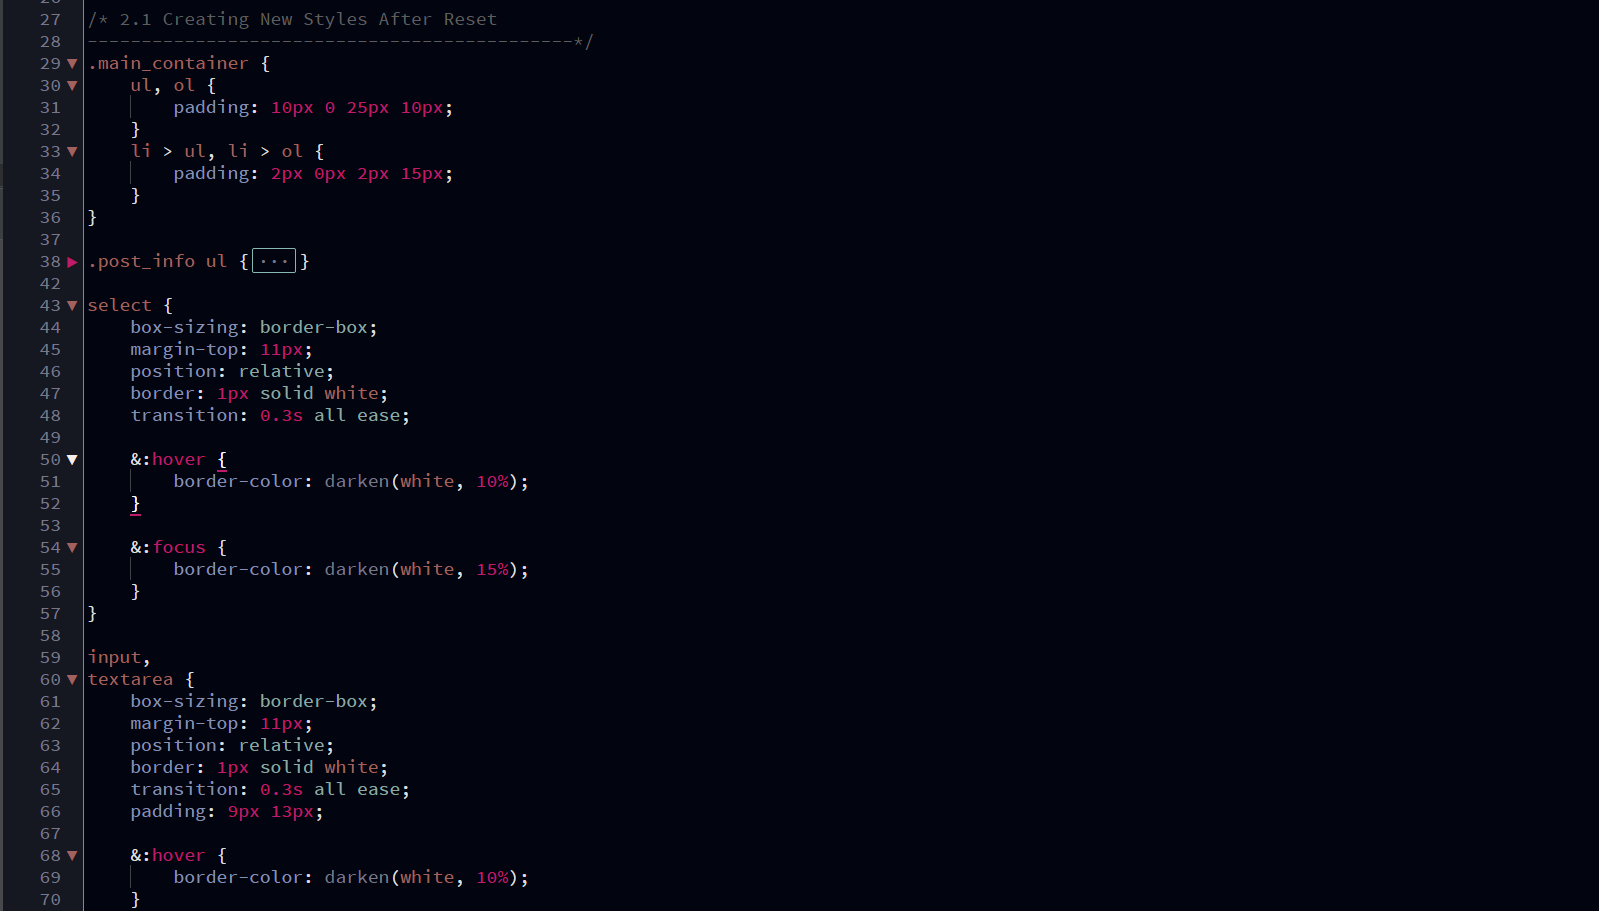 27 /* 2.1 Creating New Styles After Reset
28 ---------------------------------------------*/
29 .main_container {
30 ul, ol {
31 padding: 10px 0 25px 10px;
32 }
33 li > ul, li > ol {
34 padding: 2px 0px 2px 15px;
35 }
36 }
37
38 .post_info ul {...}
42
43 select {
44 box-sizing: border-box;
45 margin-top: 11px;
46 position: relative;
47 border: 1px solid white;
48 transition: 0.3s all ease;
49
50 &:hover {
51 border-color: darken(white, 10%);
52 }
53
54 &:focus {
55 border-color: darken(white, 15%);
56 }
57 }
58
59 input,
60 textarea {
61 box-sizing: border-box;
62 margin-top: 11px;
63 position: relative;
64 border: 1px solid white;
65 transition: 0.3s all ease;
66 padding: 9px 13px;
67
68 &:hover {
69 border-color: darken(white, 10%);
70 }